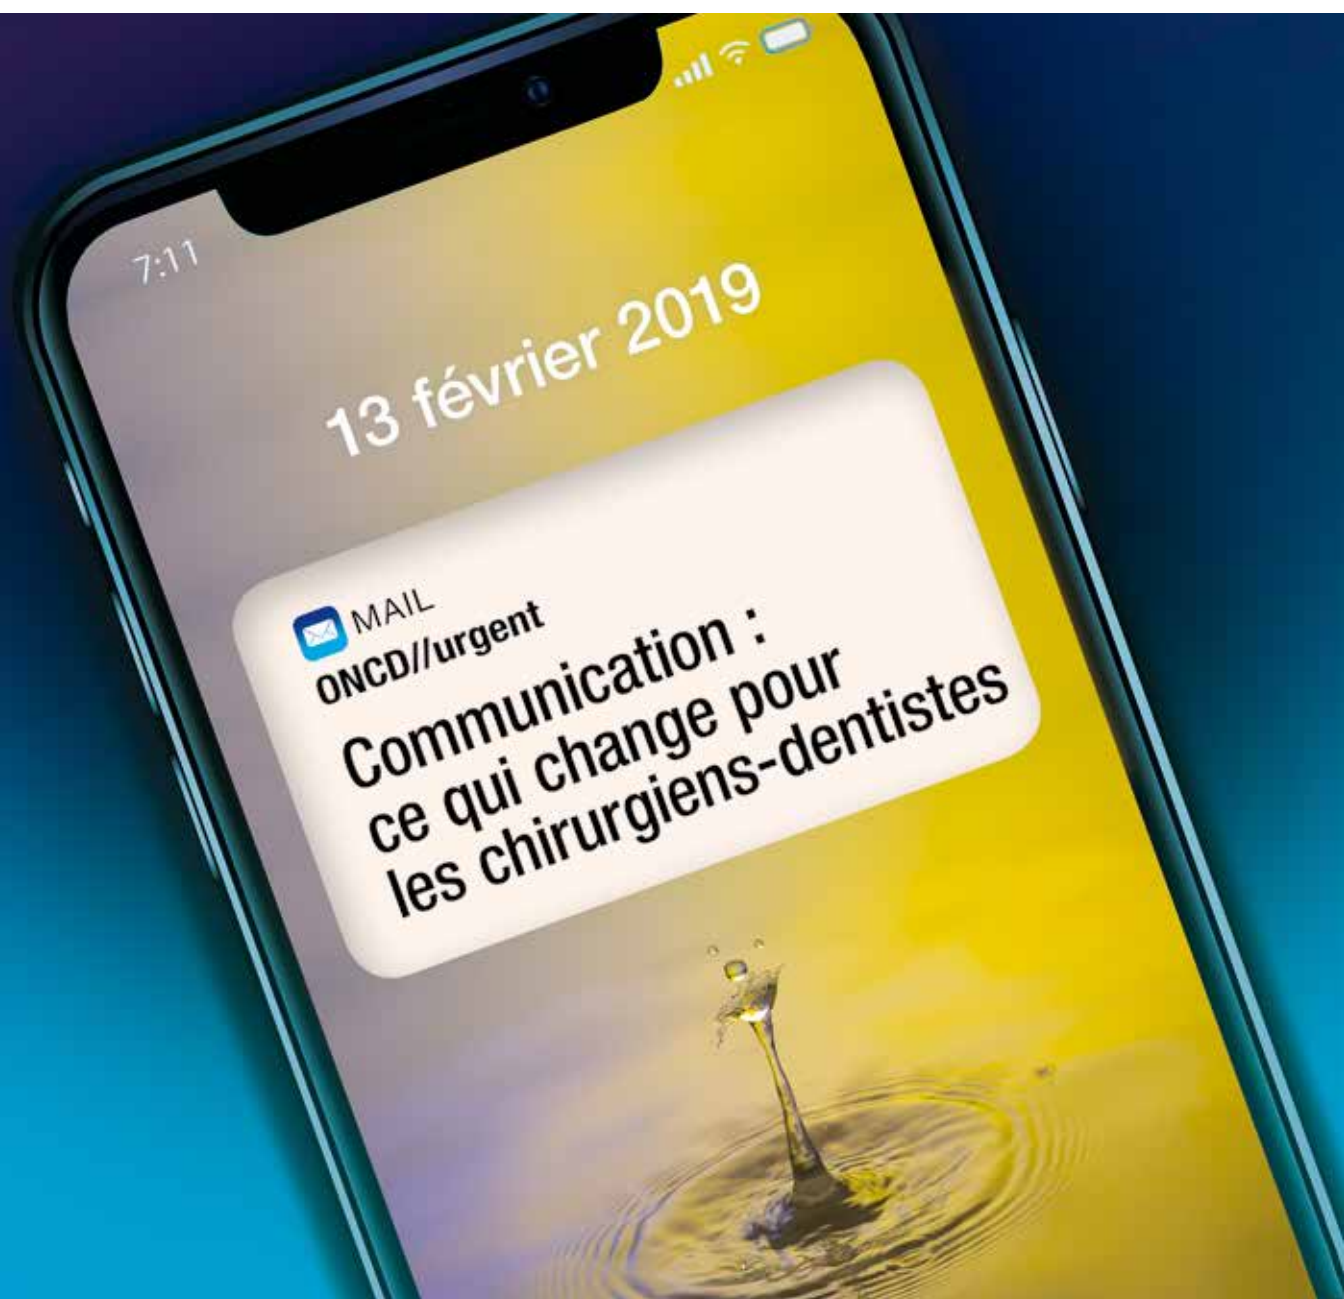 7:11
13 février 2019
MAIL
ONCD//urgent
Communication :
ce qui change pour
les chirurgiens-dentistes